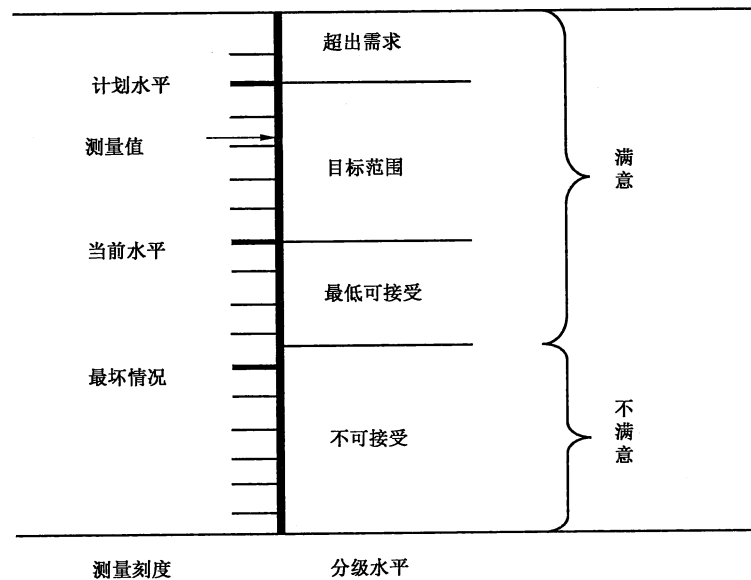 超出需求
计划水平
测量值
目标范围
满意
当前水平
最低可接受
最坏情况
不可接受
不满意
测量刻度
分级水平